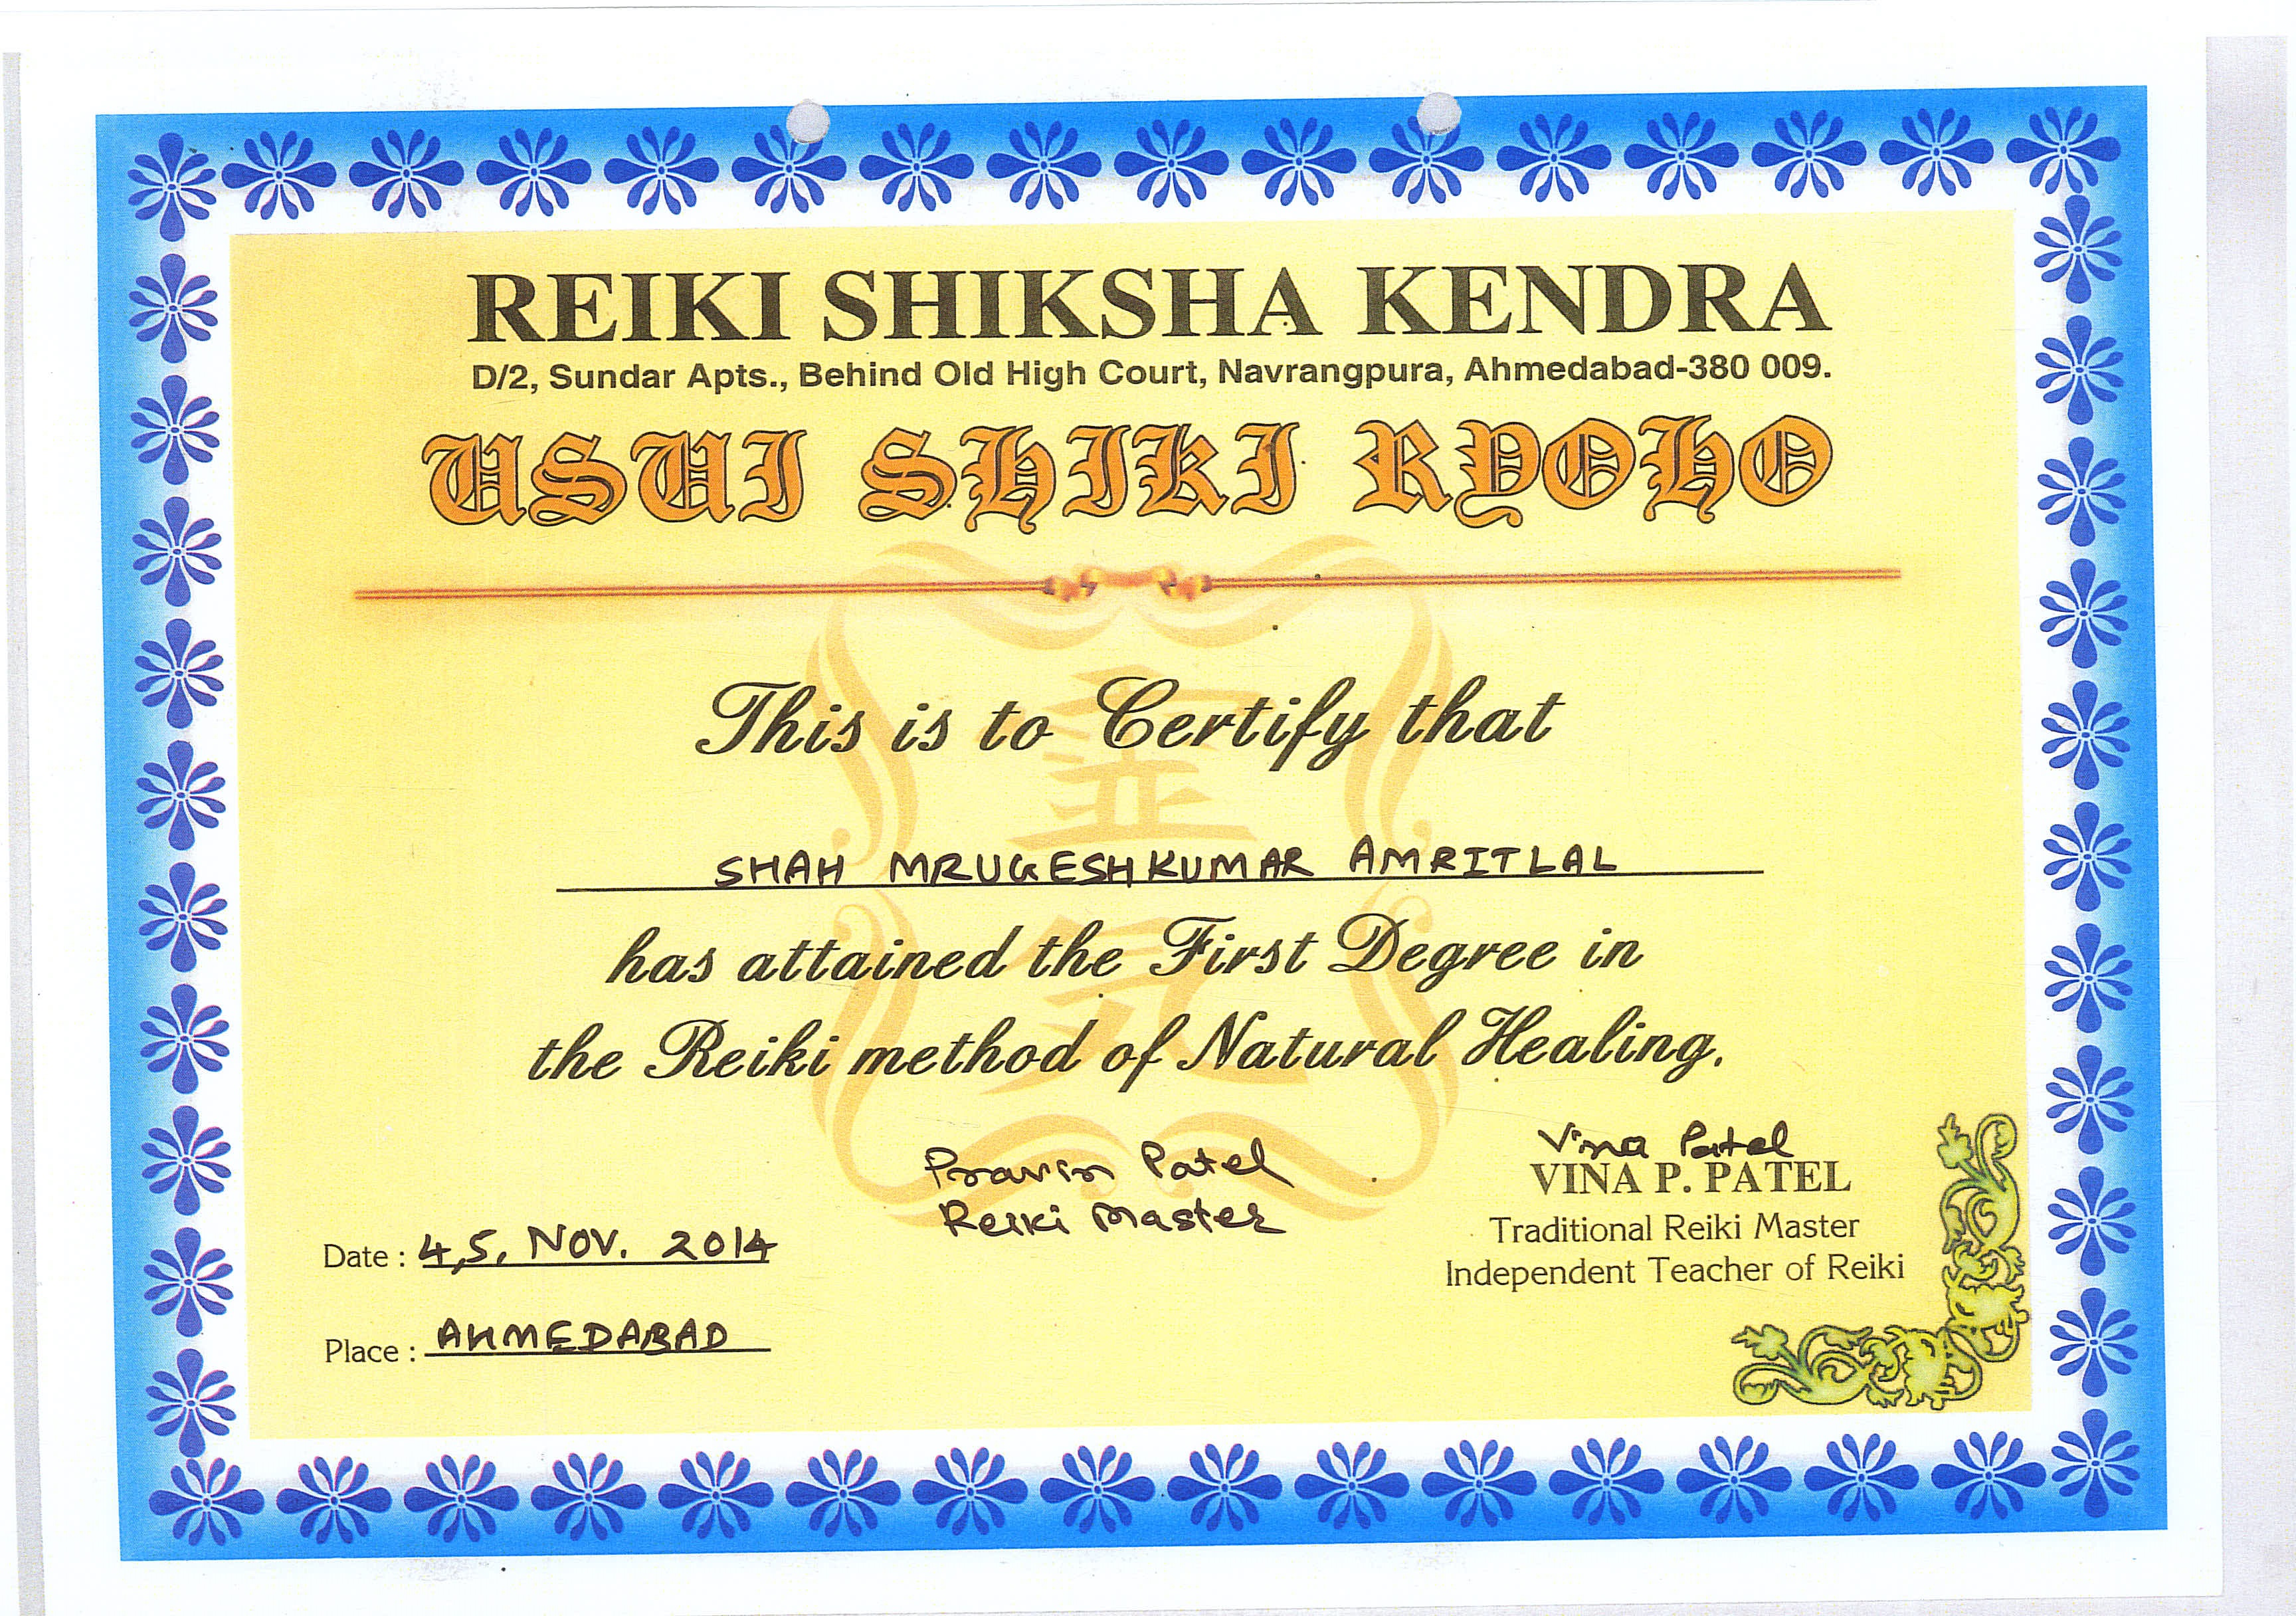 REIKI SHIKSHA KENDRA
D/2, Sundar Apts., Behind Old High Court, Navrangpura, Ahmedabad-380 009.
USUI SHIKI RYOHO
This is to Certify that
SHAH MRUGESHKUMAR AMRITLAL
has attained the First Degree in
the Reiki method of Natural Healing.
Pravin Patel
Reiki Master
Vina Patel
VINA P. PATEL
Traditional Reiki Master
Independent Teacher of Reiki
Date : 4,5, NOV. 2014
Place : AHMEDABAD